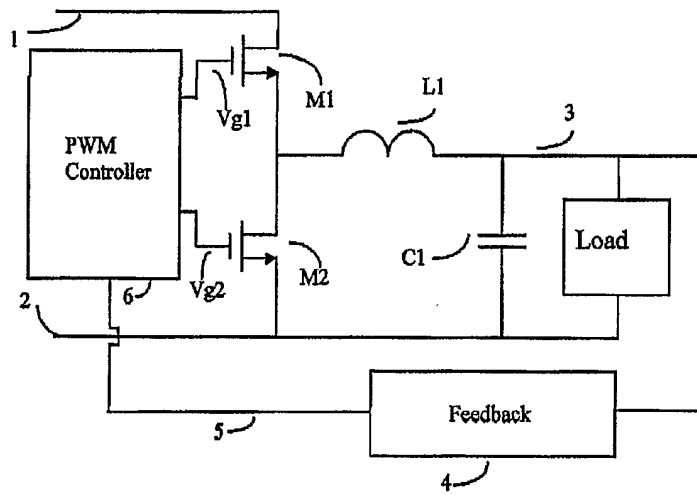 1
M1
Vg1
L1
3
PWM
Controller
Load
C1
M2
Vg2
6
2
Feedback
5
4